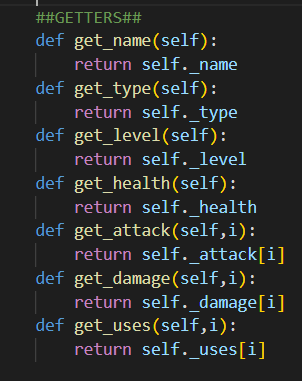 ##GETTERS##
def get_name(self):
    return self._name
def get_type(self):
    return self._type
def get_level(self):
    return self._level
def get_health(self):
    return self._health
def get_attack(self,i):
    return self._attack[i]
def get_damage(self,i):
    return self._damage[i]
def get_uses(self,i):
    return self._uses[i]